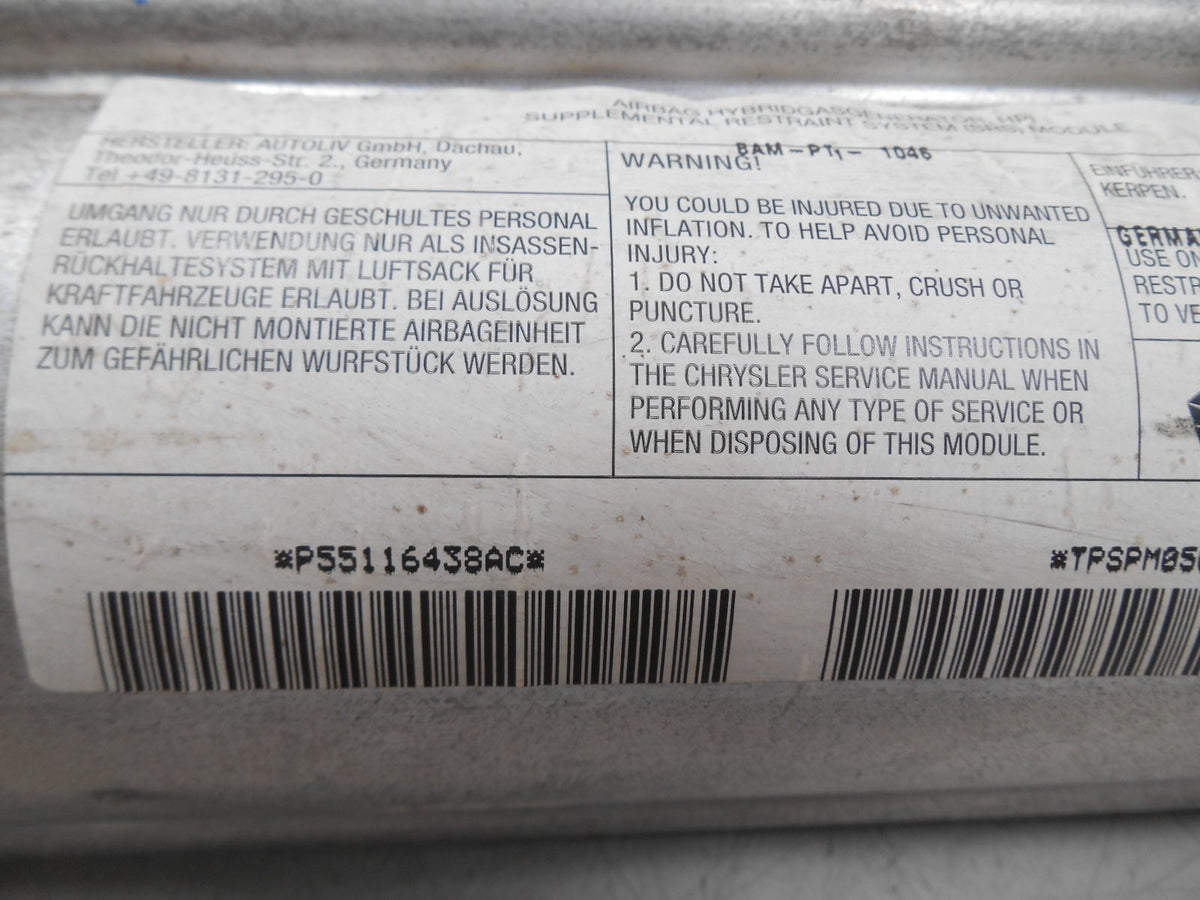 AIRBAG HYBRIDGASGENERATOR, HPI
SUPPLEMENTAL RESTRAINT SYSTEM (SRS) MODULE
HERSTELLER: AUTOLIV GmbH, Dachau,
Theodor-Heuss-Str. 2., Germany
Tel +49-8131-295-0
UMGANG NUR DURCH GESCHULTES PERSONAL
ERLAUBT. VERWENDUNG NUR ALS INSASSEN-
RÜCKHALTESYSTEM MIT LUFTSACK FÜR
KRAFTFAHRZEUGE ERLAUBT. BEI AUSLÖSUNG
KANN DIE NICHT MONTIERTE AIRBAGEINHEIT
ZUM GEFÄHRLICHEN WURFSTÜCK WERDEN.
BAM-PT1- 1046
WARNING!
YOU COULD BE INJURED DUE TO UNWANTED
INFLATION. TO HELP AVOID PERSONAL
INJURY:
1. DO NOT TAKE APART, CRUSH OR
PUNCTURE.
2. CAREFULLY FOLLOW INSTRUCTIONS IN
THE CHRYSLER SERVICE MANUAL WHEN
PERFORMING ANY TYPE OF SERVICE OR
WHEN DISPOSING OF THIS MODULE.
EINFÜHRER:
KERPEN.
GERMA
USE ON
RESTR
TO VE
*P55116438AC*
*TPSPM05